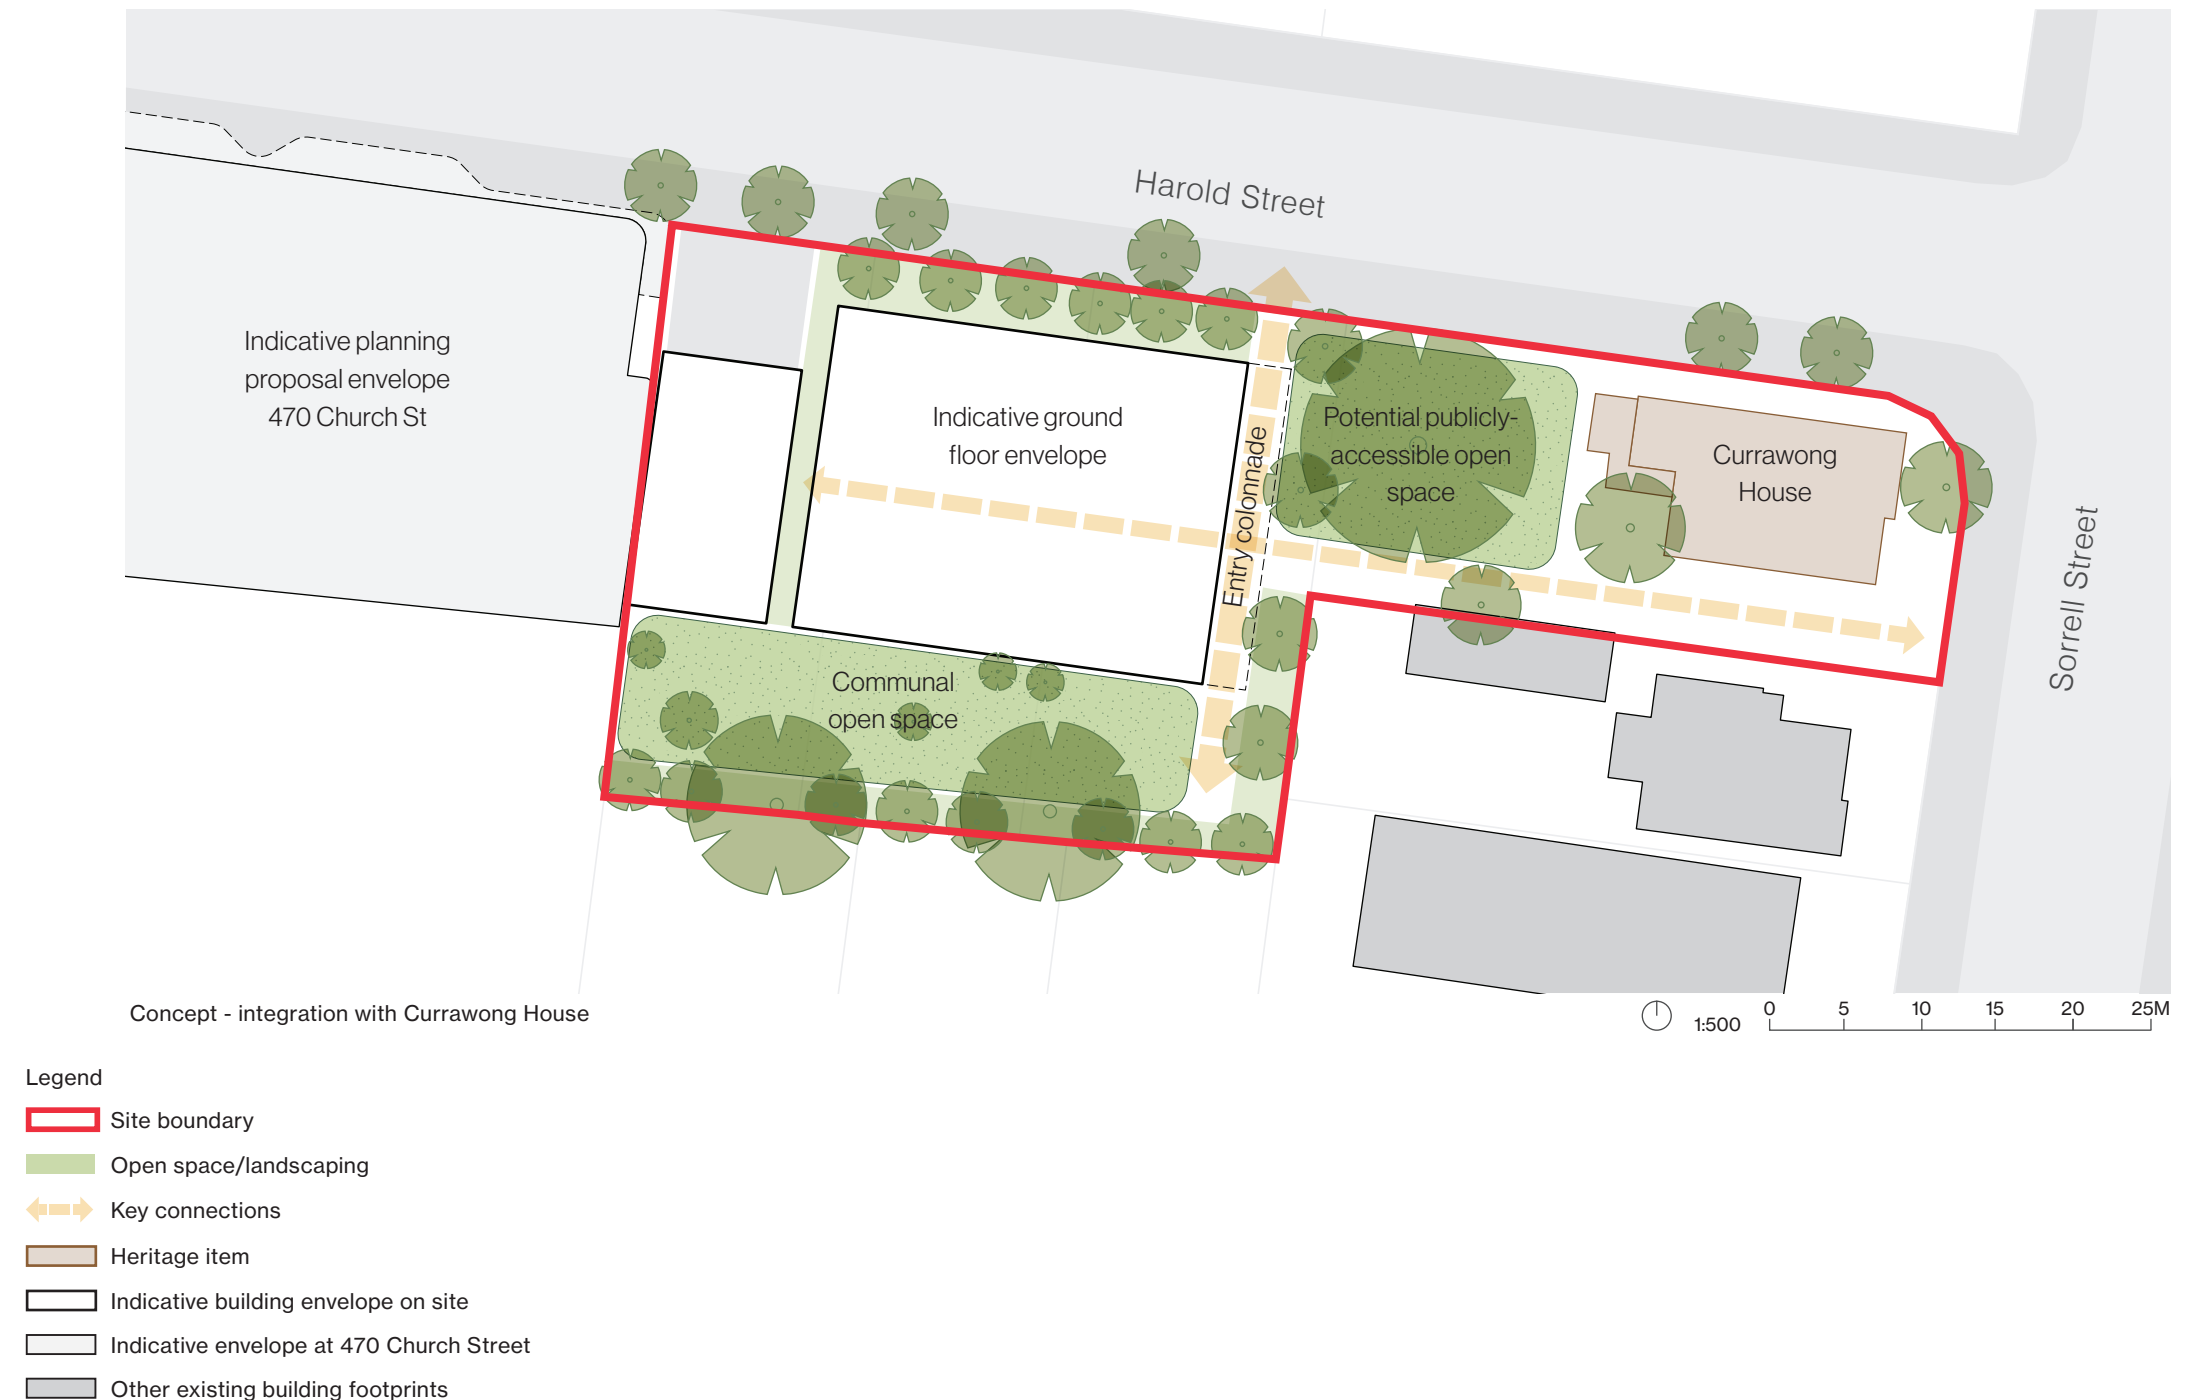 Harold Street
Indicative planning
proposal envelope
470 Church St
Indicative ground
floor envelope
Entry colonnade
Potential publicly-
accessible open
space
Currawong
House
Sorrell Street
Communal
open space
Concept - integration with Currawong House
1:500
0 5 10 15 20 25M
Legend
Site boundary
Open space/landscaping
Key connections
Heritage item
Indicative building envelope on site
Indicative envelope at 470 Church Street
Other existing building footprints